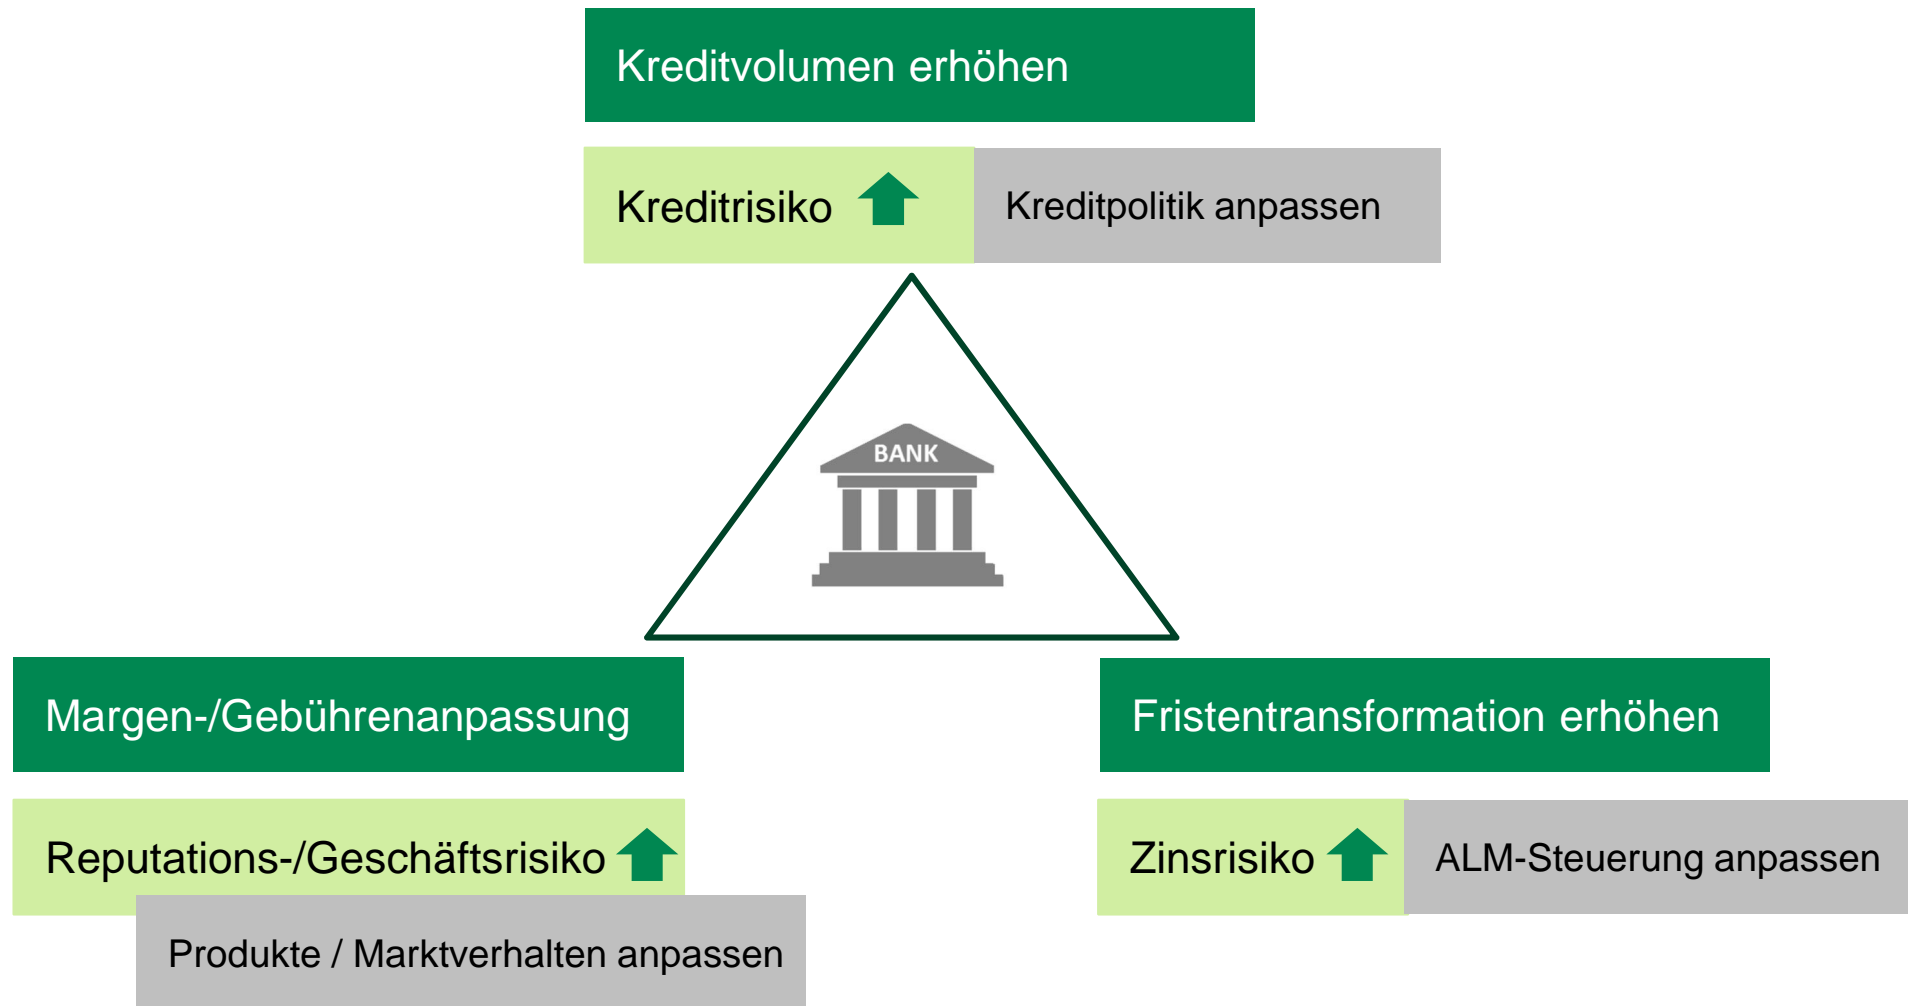 Kreditvolumen erhöhen
Kreditrisiko
Kreditpolitik anpassen
BANK
Margen-/Gebührenanpassung
Reputations-/Geschäftsrisiko
Produkte / Marktverhalten anpassen
Fristentransformation erhöhen
Zinsrisiko
ALM-Steuerung anpassen